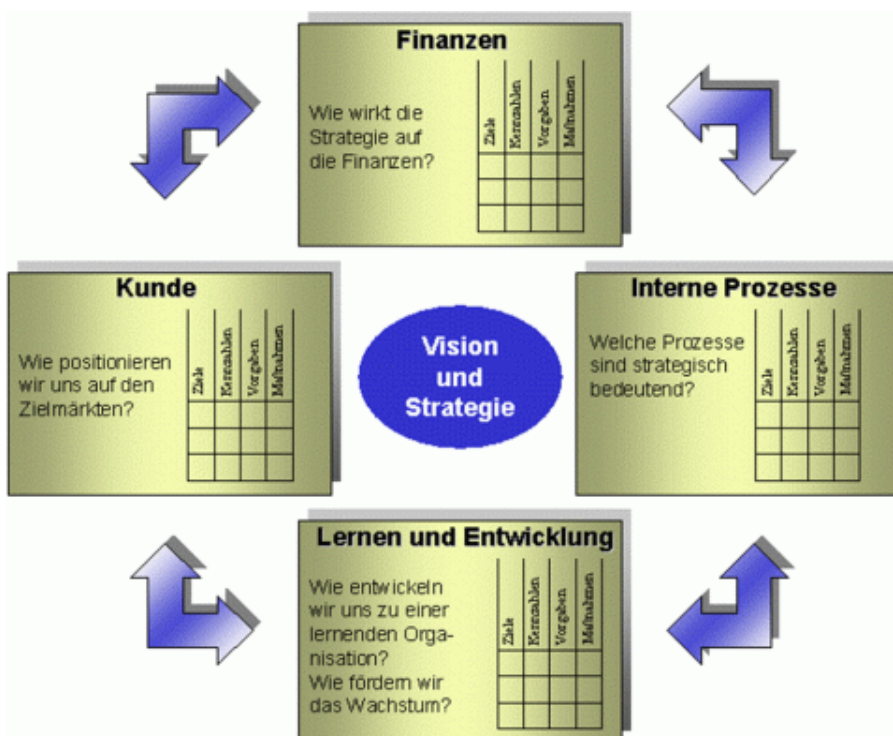 Finanzen
Wie wirkt die
Strategie auf
die Finanzen?
Ziele
Kennzahlen
Vorgaben
Maßnahmen
Kunde
Wie positionieren
wir uns auf den
Zielmärkten?
Ziele
Kennzahlen
Vorgaben
Maßnahmen
Vision
und
Strategie
Interne Prozesse
Welche Prozesse
sind strategisch
bedeutend?
Ziele
Kennzahlen
Vorgaben
Maßnahmen
Lernen und Entwicklung
Wie entwickeln
wir uns zu einer
lernenden Orga-
nisation?
Wie fördern wir
das Wachstum?
Ziele
Kennzahlen
Vorgaben
Maßnahmen